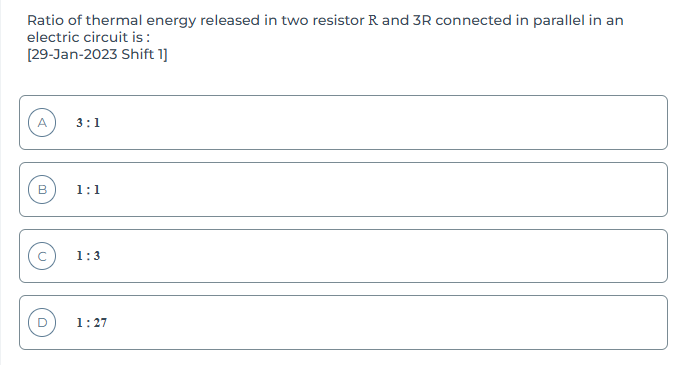 Ratio of thermal energy released in two resistor R and 3R connected in parallel in an
electric circuit is :
[29-Jan-2023 Shift 1]
A 3 : 1
B 1 : 1
C 1 : 3
D 1 : 27